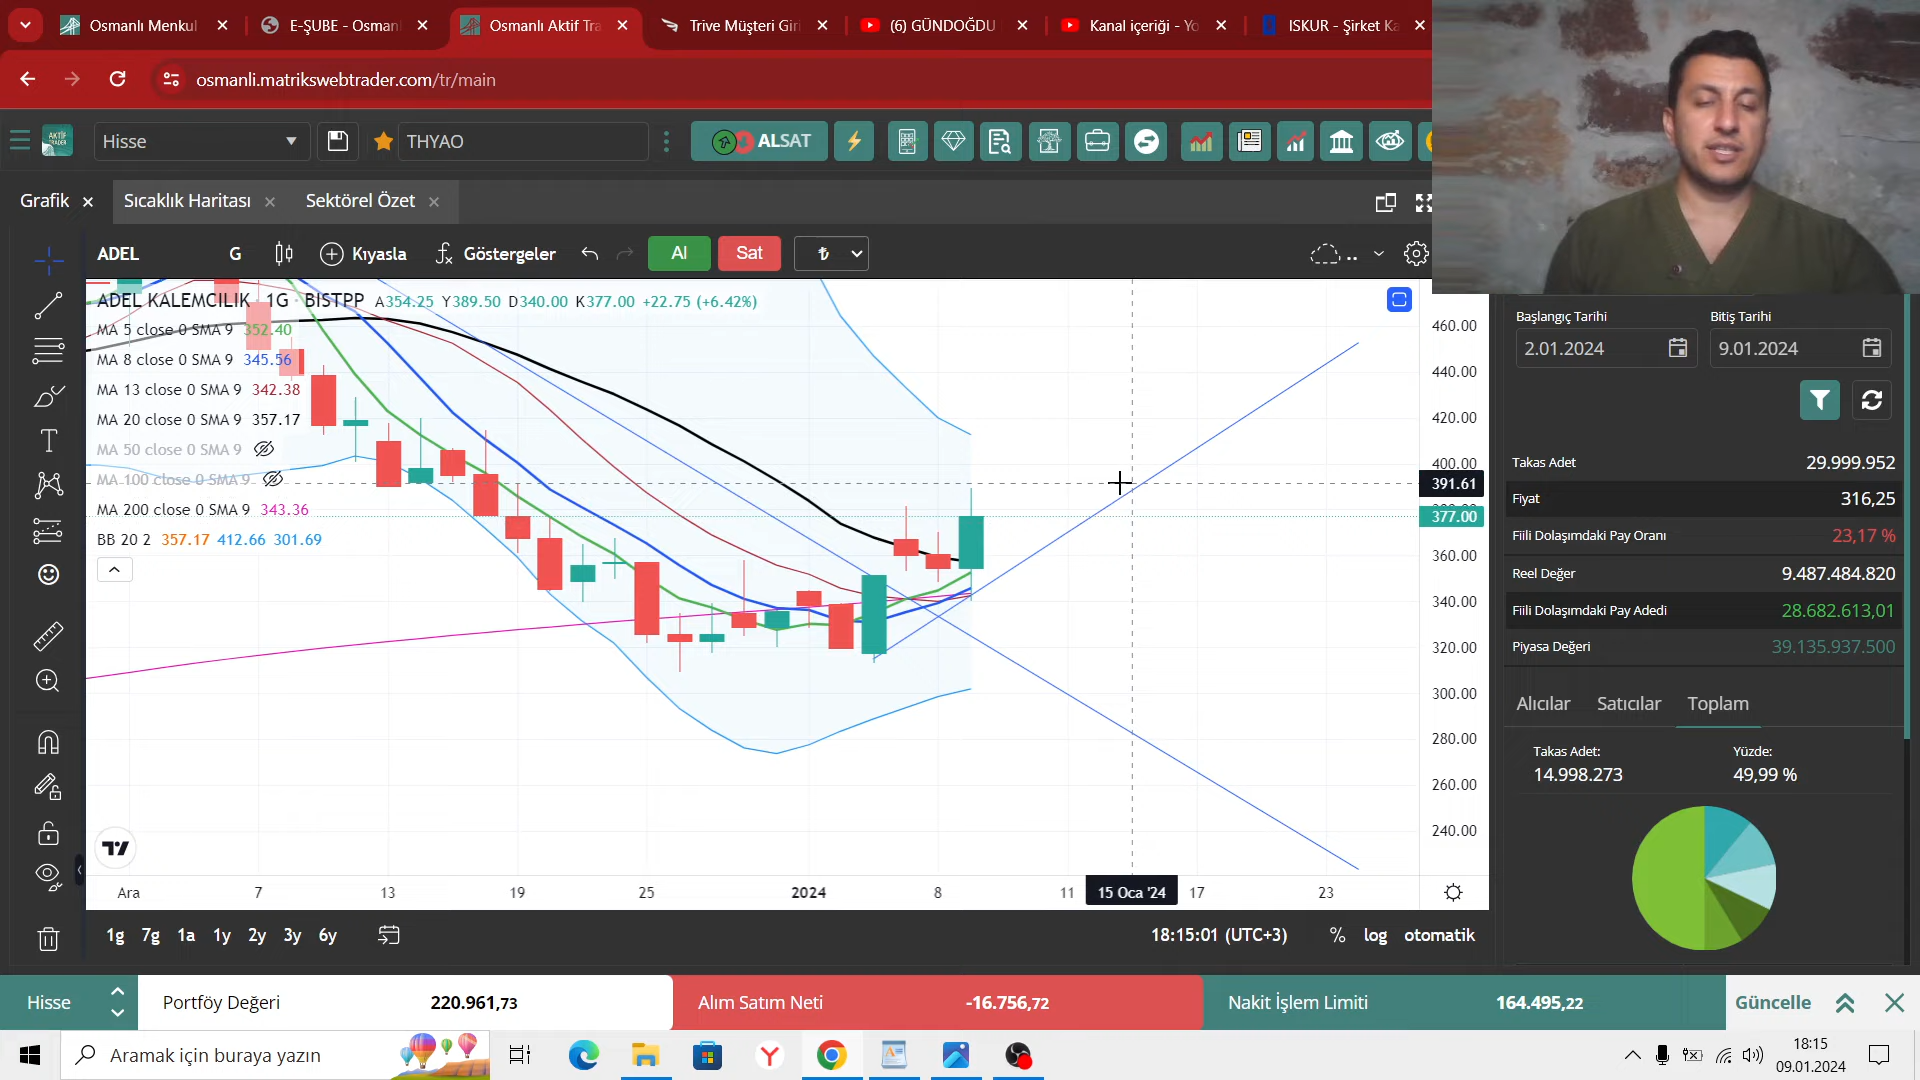 Osmanlı Menkul
E-ŞUBE - Osmanlı
Osmanlı Aktif Tra
Trive Müşteri Giri
(6) GÜNDOĞDU
Kanal içeriği - Yo
ISKUR - Şirket Ka
osmanli.matrikswebtrader.com/tr/main
AKTİF TRADER
Hisse
THYAO
ALSAT
Grafik
Sıcaklık Haritası
Sektörel Özet
ADEL
G
Kıyasla
Göstergeler
Al
Sat
₺
..
ADEL KALEMCILIK · 1G · BISTPP A354.25 Y389.50 D340.00 K377.00 +22.75 (+6.42%)
MA 5 close 0 SMA 9 352.40
MA 8 close 0 SMA 9 345.56
MA 13 close 0 SMA 9 342.38
MA 20 close 0 SMA 9 357.17
MA 50 close 0 SMA 9
MA 100 close 0 SMA 9
MA 200 close 0 SMA 9 343.36
BB 20 2 357.17 412.66 301.69
460.00
440.00
420.00
400.00
391.61
377.00
360.00
340.00
320.00
300.00
280.00
260.00
240.00
Ara
7
13
19
25
2024
8
11
15 Oca '24
17
23
1g 7g 1a 1y 2y 3y 6y
18:15:01 (UTC+3)
% log otomatik
Başlangıç Tarihi
Bitiş Tarihi
2.01.2024
9.01.2024
Takas Adet 29.999.952
Fiyat 316,25
Fiili Dolaşımdaki Pay Oranı 23,17 %
Reel Değer 9.487.484.820
Fiili Dolaşımdaki Pay Adedi 28.682.613,01
Piyasa Değeri 39.135.937.500
Alıcılar Satıcılar Toplam
Takas Adet: Yüzde:
14.998.273 49,99 %
Hisse
Portföy Değeri 220.961,73
Alım Satım Neti -16.756,72
Nakit İşlem Limiti 164.495,22
Güncelle
Aramak için buraya yazın
18:15
09.01.2024